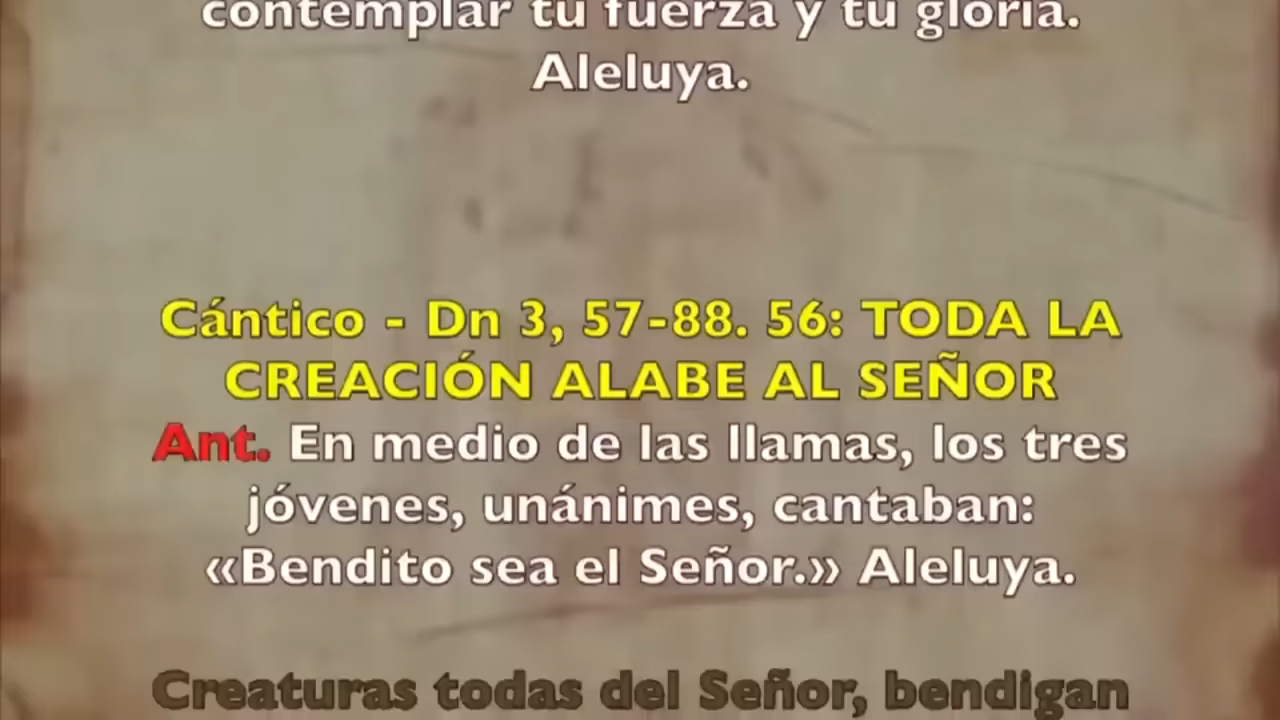 contemplar tu fuerza y tu gloria.
Aleluya.
Cántico - Dn 3, 57-88. 56: TODA LA
CREACIÓN ALABE AL SEÑOR
Ant. En medio de las llamas, los tres
jóvenes, unánimes, cantaban:
«Bendito sea el Señor.» Aleluya.
Creaturas todas del Señor, bendigan